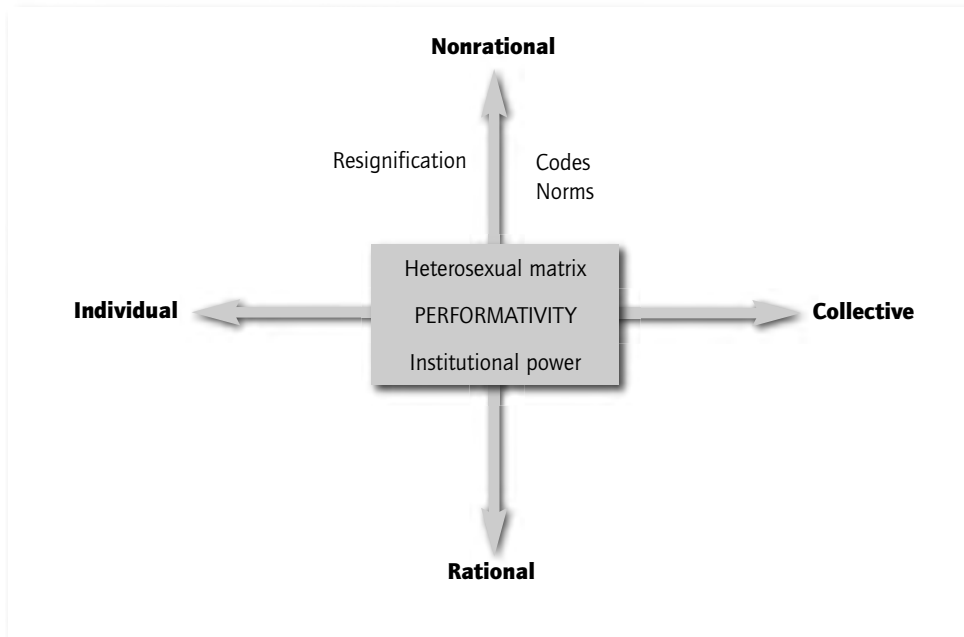 Nonrational
Resignification
Codes
Norms
Heterosexual matrix
Individual
PERFORMATIVITY
Collective
Institutional power
Rational